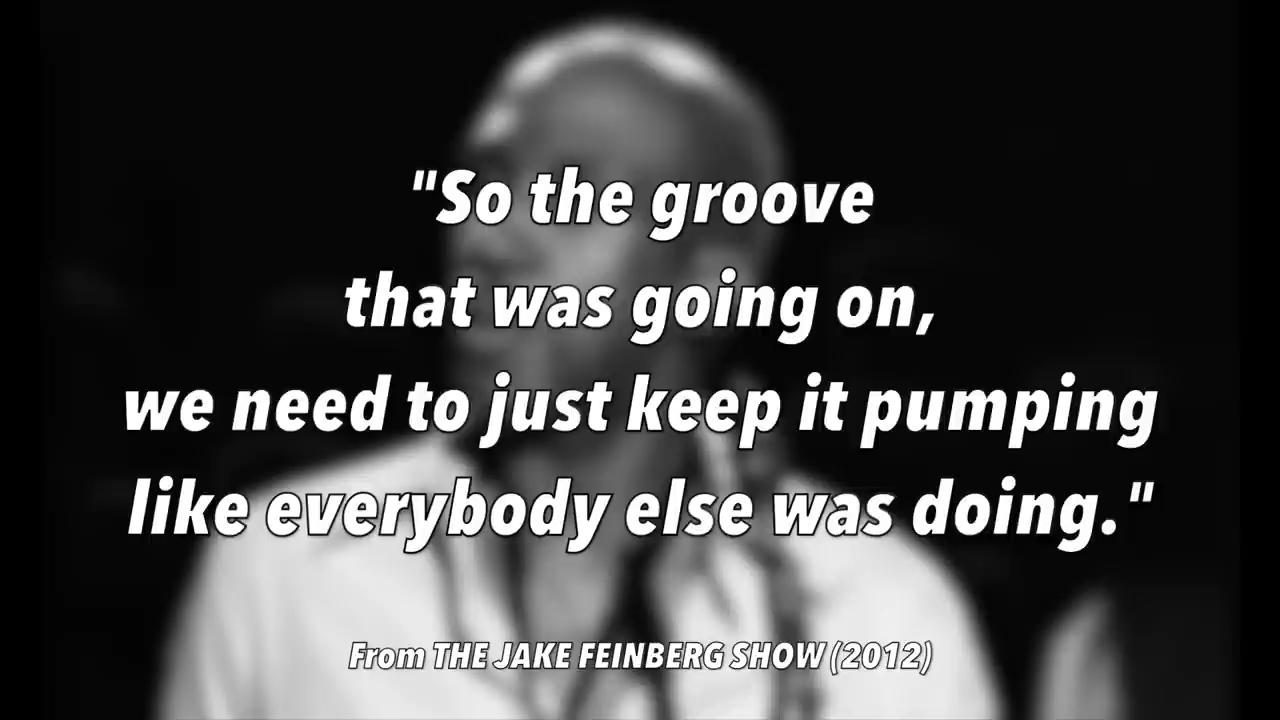 "So the groove
that was going on,
we need to just keep it pumping
like everybody else was doing."
From THE JAKE FEINBERG SHOW (2012)